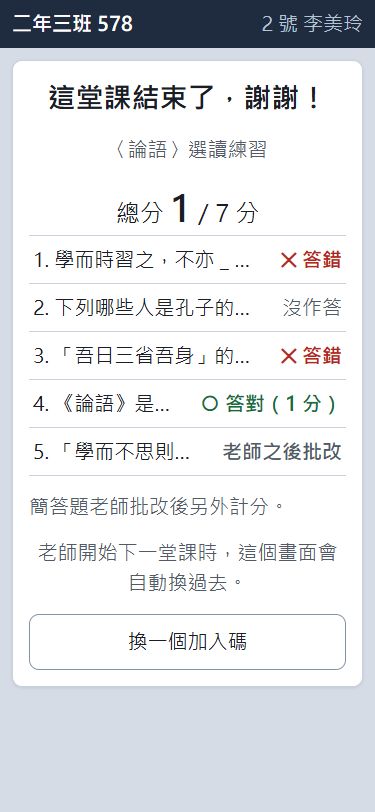 二年三班 578
2 號 李美玲
這堂課結束了，謝謝！
〈論語〉選讀練習
總分 1 / 7 分
1. 學而時習之，不亦 _ ... ✕ 答錯
2. 下列哪些人是孔子的... 沒作答
3. 「吾日三省吾身」的... ✕ 答錯
4. 《論語》是... ○ 答對（1 分）
5. 「學而不思則... 老師之後批改
簡答題老師批改後另外計分。
老師開始下一堂課時，這個畫面會
自動換過去。
換一個加入碼